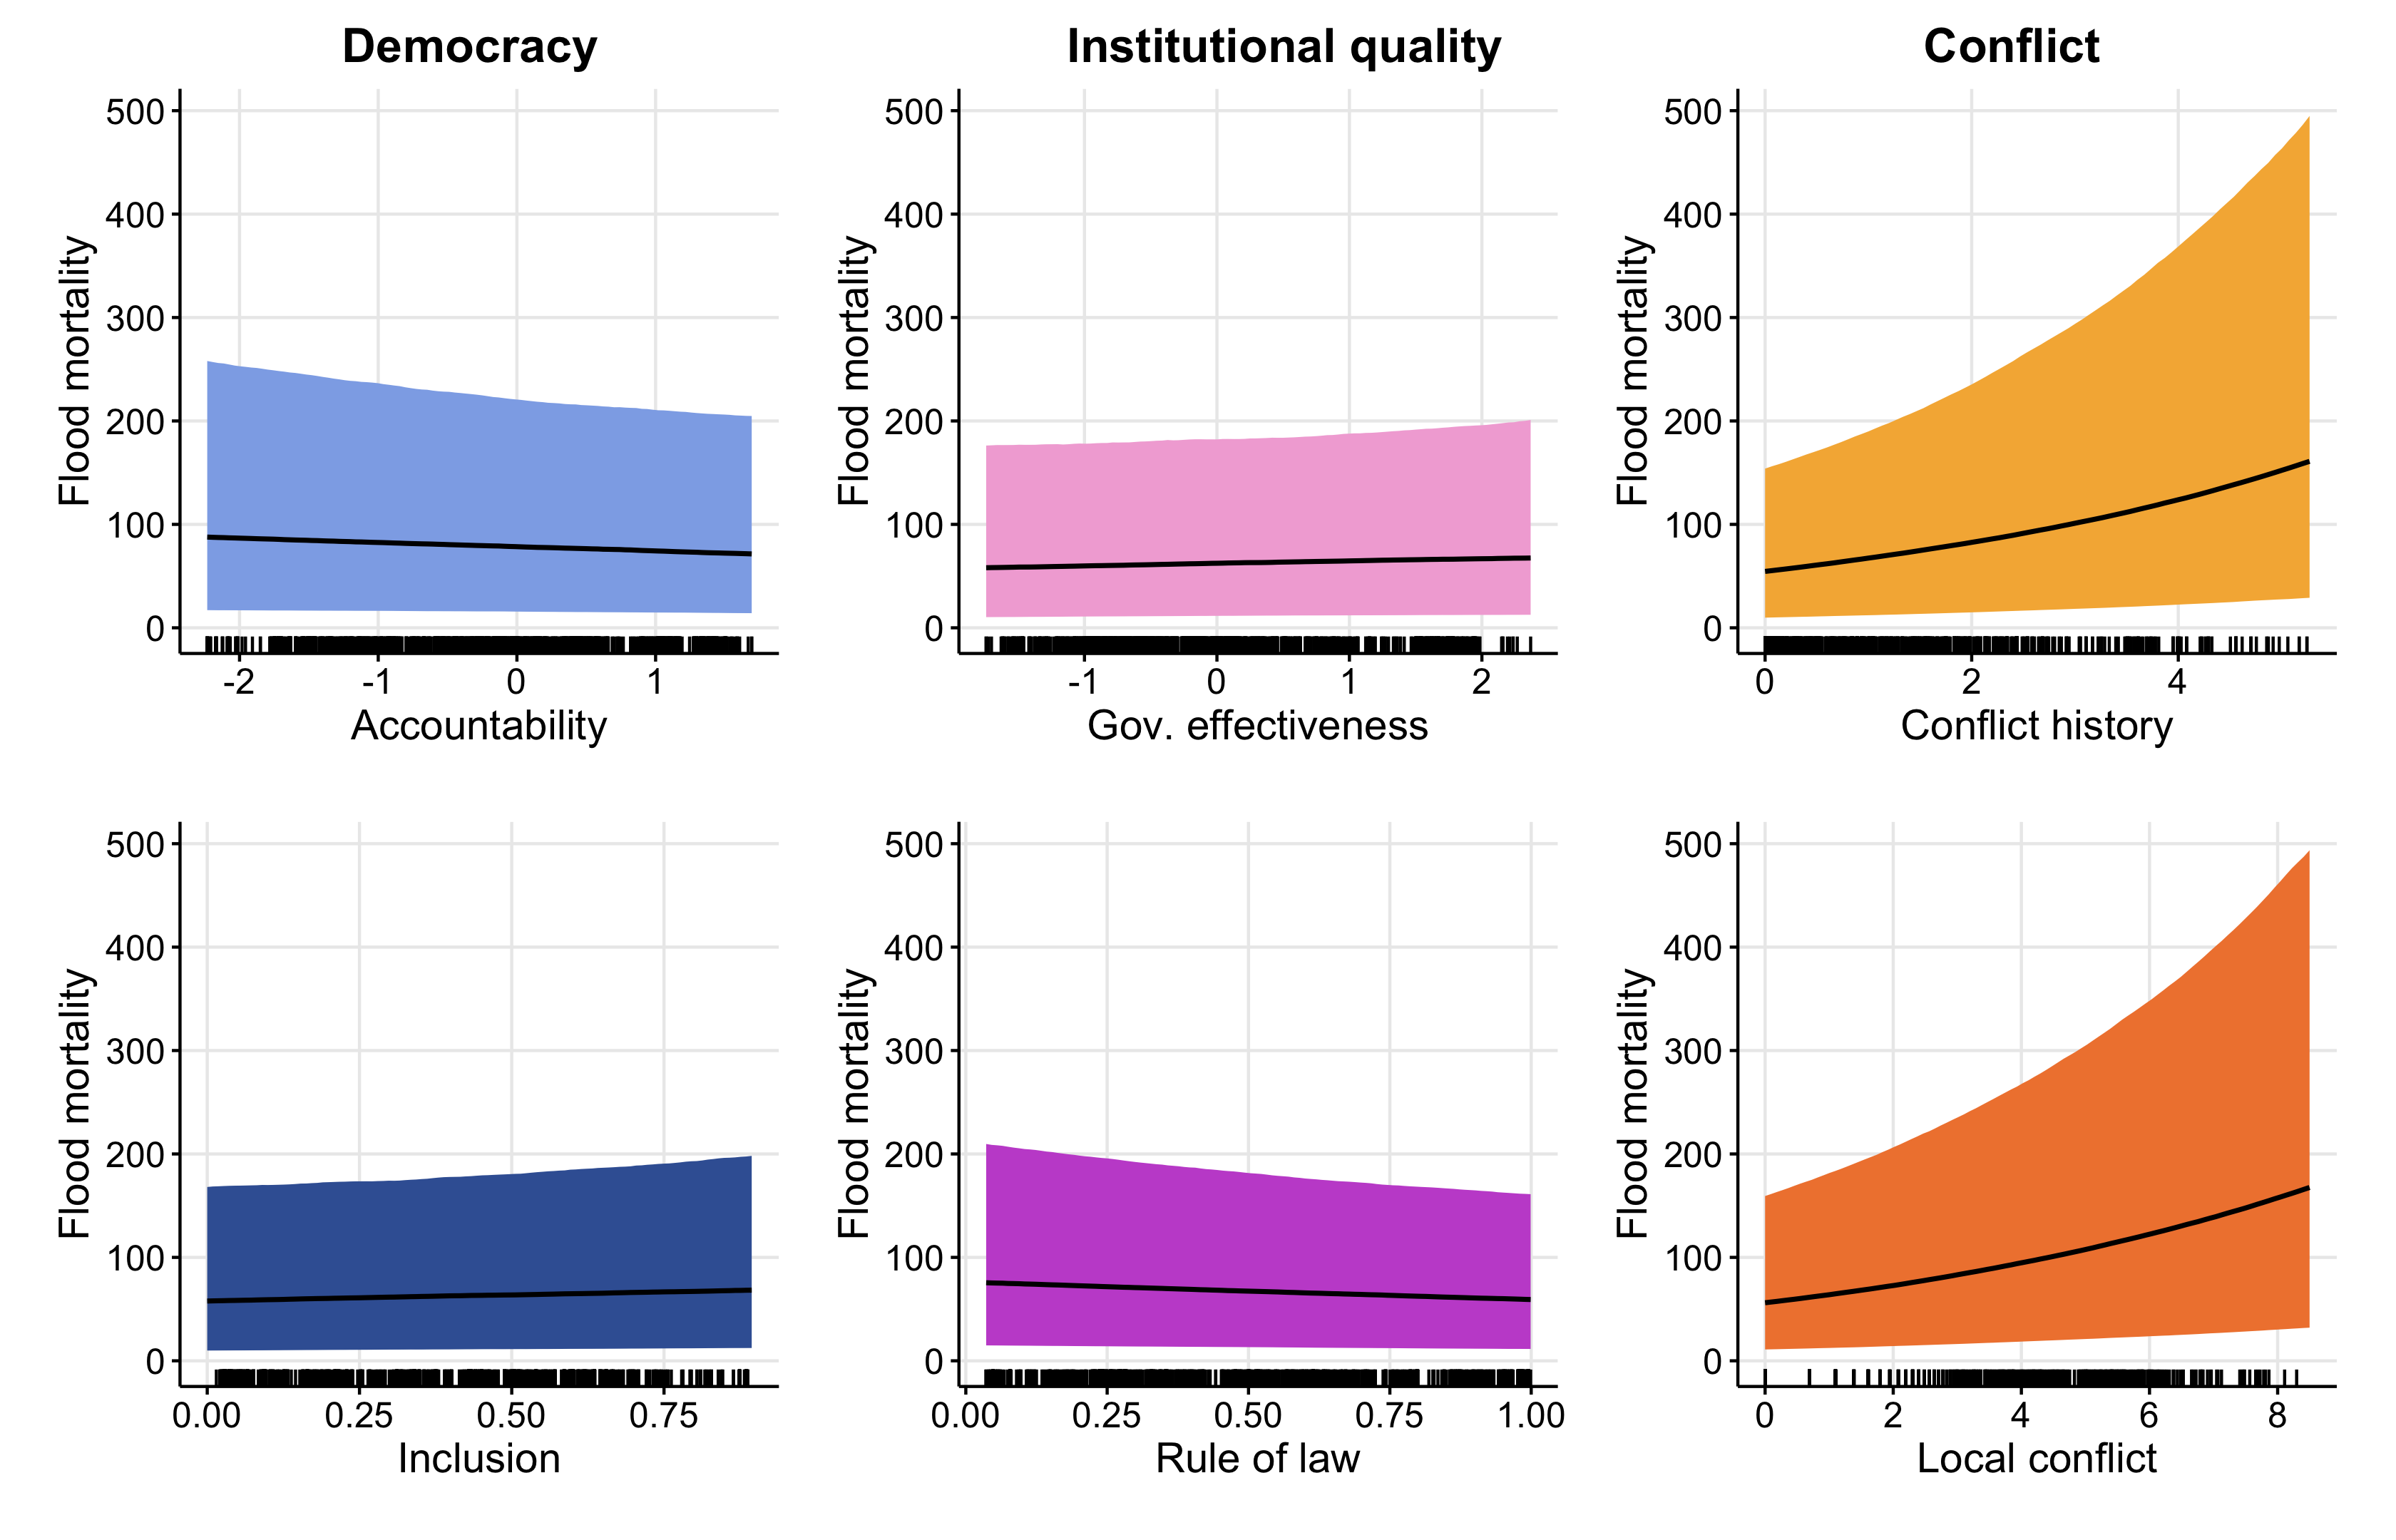 Democracy
Institutional quality
Conflict
500
400
300
200
100
0
Flood mortality
-2 -1 0 1
Accountability
500
400
300
200
100
0
Flood mortality
-1 0 1 2
Gov. effectiveness
500
400
300
200
100
0
Flood mortality
0 2 4
Conflict history
500
400
300
200
100
0
Flood mortality
0.00 0.25 0.50 0.75
Inclusion
500
400
300
200
100
0
Flood mortality
0.00 0.25 0.50 0.75 1.00
Rule of law
500
400
300
200
100
0
Flood mortality
0 2 4 6 8
Local conflict